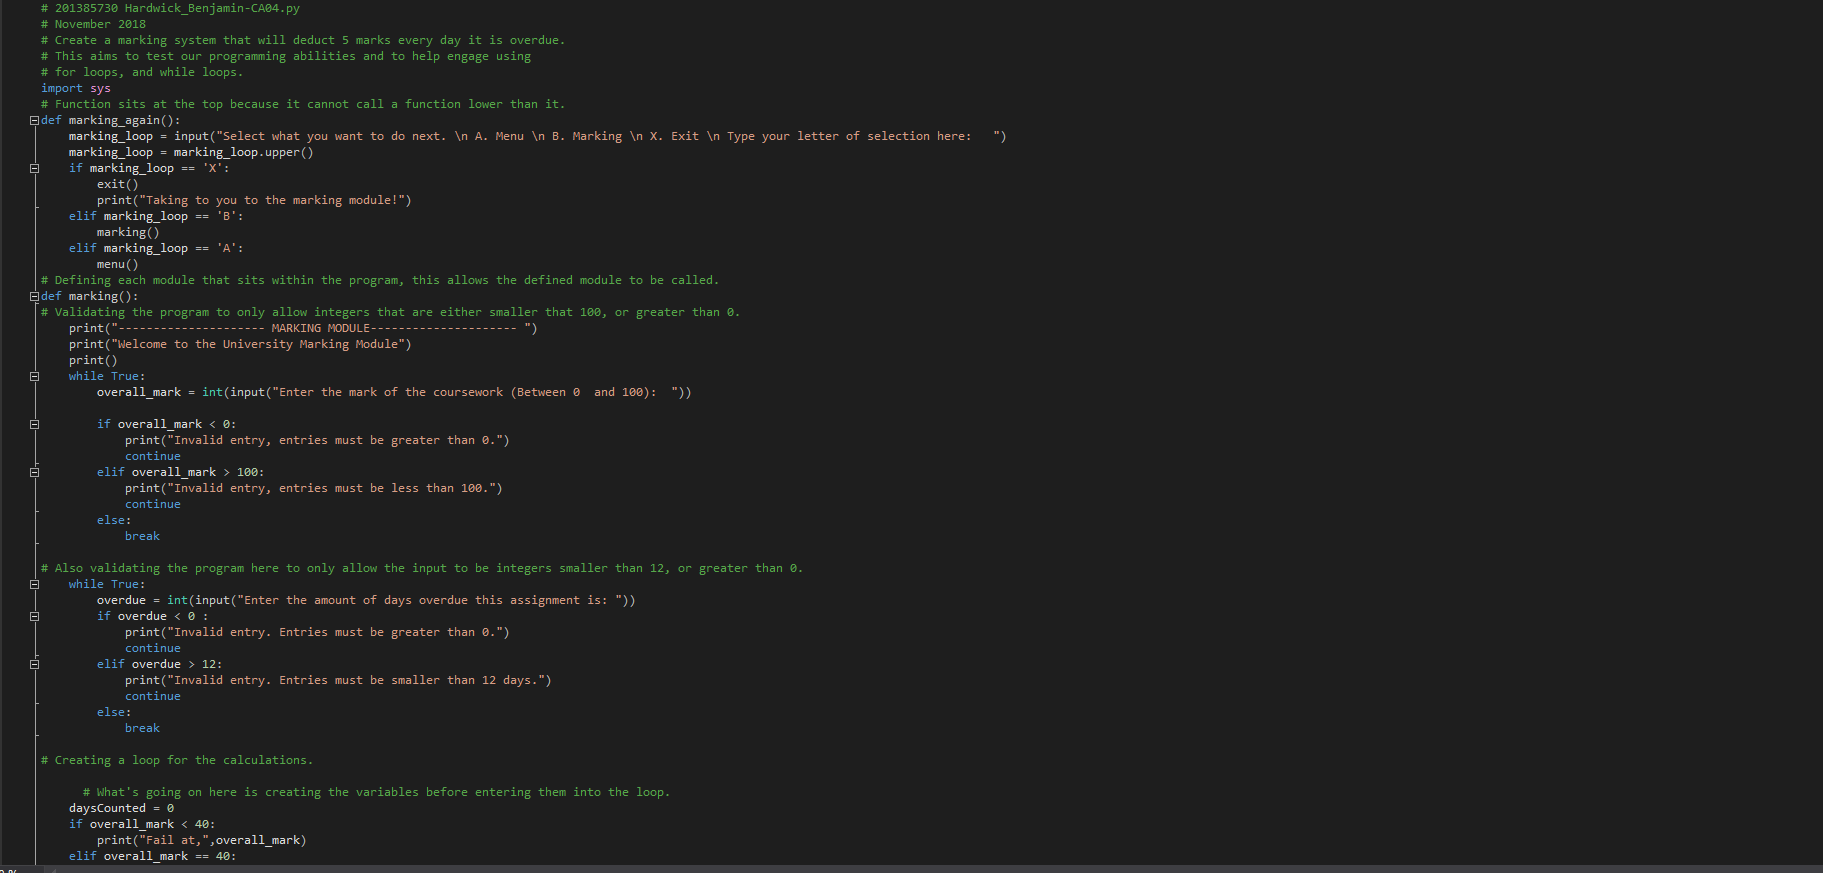 # 201385730 Hardwick_Benjamin-CA04.py
# November 2018
# Create a marking system that will deduct 5 marks every day it is overdue.
# This aims to test our programming abilities and to help engage using
# for loops, and while loops.
import sys
# Function sits at the top because it cannot call a function lower than it.
def marking_again():
    marking_loop = input("Select what you want to do next. \n A. Menu \n B. Marking \n X. Exit \n Type your letter of selection here:   ")
    marking_loop = marking_loop.upper()
    if marking_loop == 'X':
        exit()
        print("Taking to you to the marking module!")
    elif marking_loop == 'B':
        marking()
    elif marking_loop == 'A':
        menu()
# Defining each module that sits within the program, this allows the defined module to be called.
def marking():
# Validating the program to only allow integers that are either smaller that 100, or greater than 0.
    print("--------------------- MARKING MODULE--------------------- ")
    print("Welcome to the University Marking Module")
    print()
    while True:
        overall_mark = int(input("Enter the mark of the coursework (Between 0  and 100):  "))
        if overall_mark < 0:
            print("Invalid entry, entries must be greater than 0.")
            continue
        elif overall_mark > 100:
            print("Invalid entry, entries must be less than 100.")
            continue
        else:
            break
# Also validating the program here to only allow the input to be integers smaller than 12, or greater than 0.
    while True:
        overdue = int(input("Enter the amount of days overdue this assignment is: "))
        if overdue < 0 :
            print("Invalid entry. Entries must be greater than 0.")
            continue
        elif overdue > 12:
            print("Invalid entry. Entries must be smaller than 12 days.")
            continue
        else:
            break
# Creating a loop for the calculations.
      # What's going on here is creating the variables before entering them into the loop.
    daysCounted = 0
    if overall_mark < 40:
        print("Fail at,",overall_mark)
    elif overall_mark == 40: